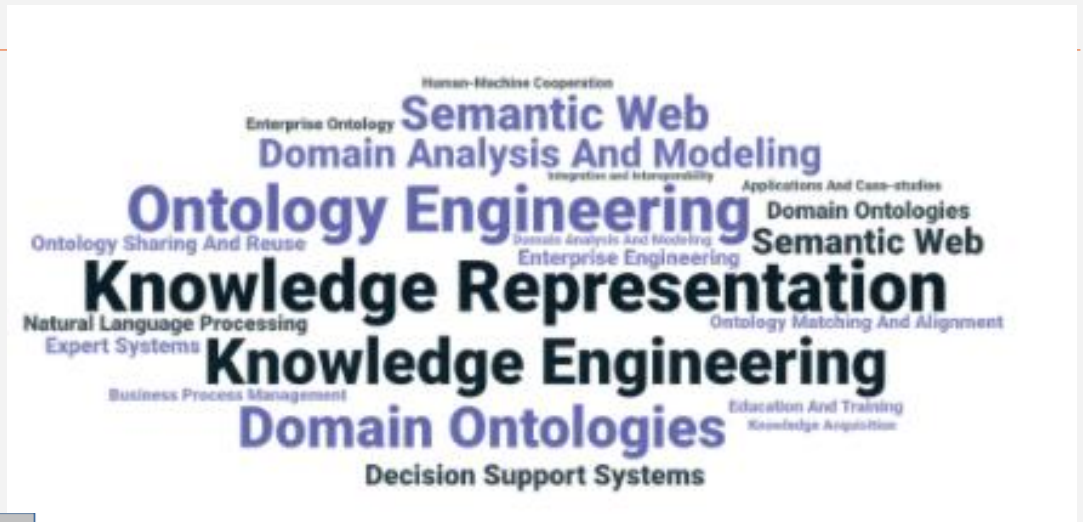 Human-Machine Cooperation
Enterprise Ontology Semantic Web
Domain Analysis And Modeling
Integration and Interoperability
Applications And Case-studies
Ontology Engineering
Domain Ontologies
Ontology Sharing And Reuse
Domain Analysis And Modeling
Semantic Web
Enterprise Engineering
Knowledge Representation
Natural Language Processing
Ontology Matching And Alignment
Expert Systems
Knowledge Engineering
Business Process Management
Domain Ontologies
Education And Training
Knowledge Acquisition
Decision Support Systems